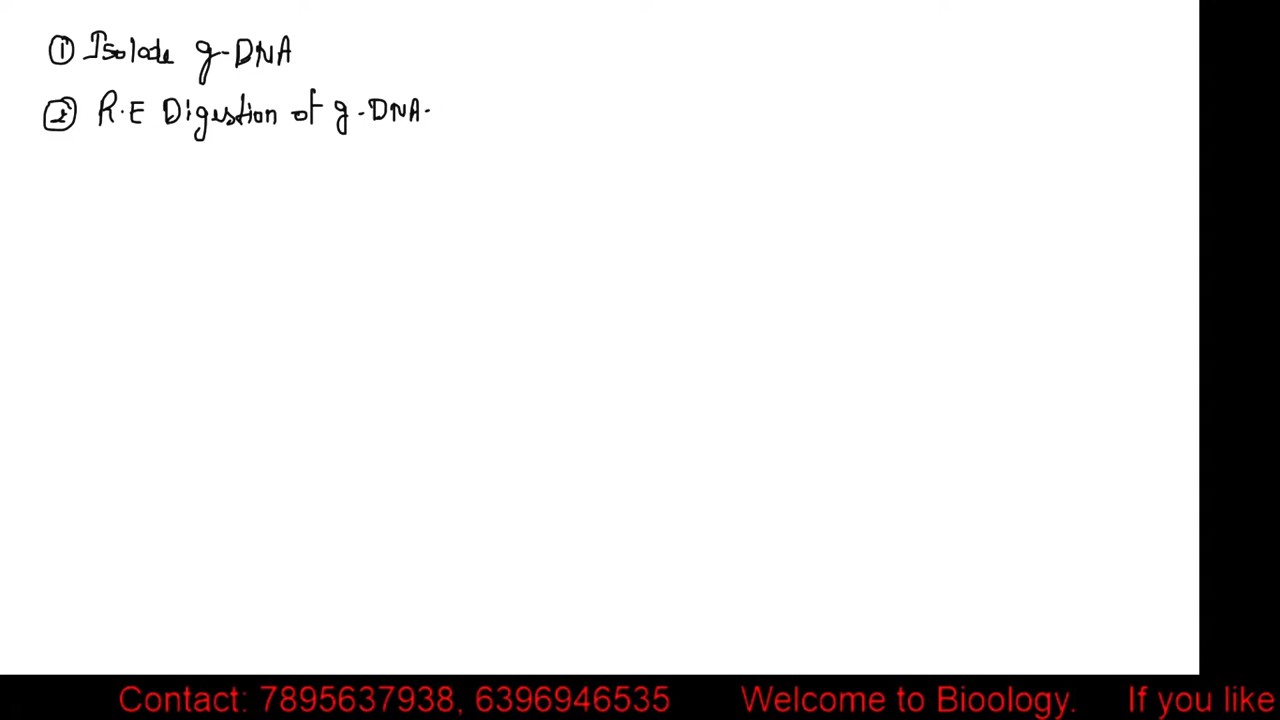 ① Isolate g-DNA
② R.E Digestion of g-DNA.
Contact: 7895637938, 6396946535 Welcome to Bioology. If you like